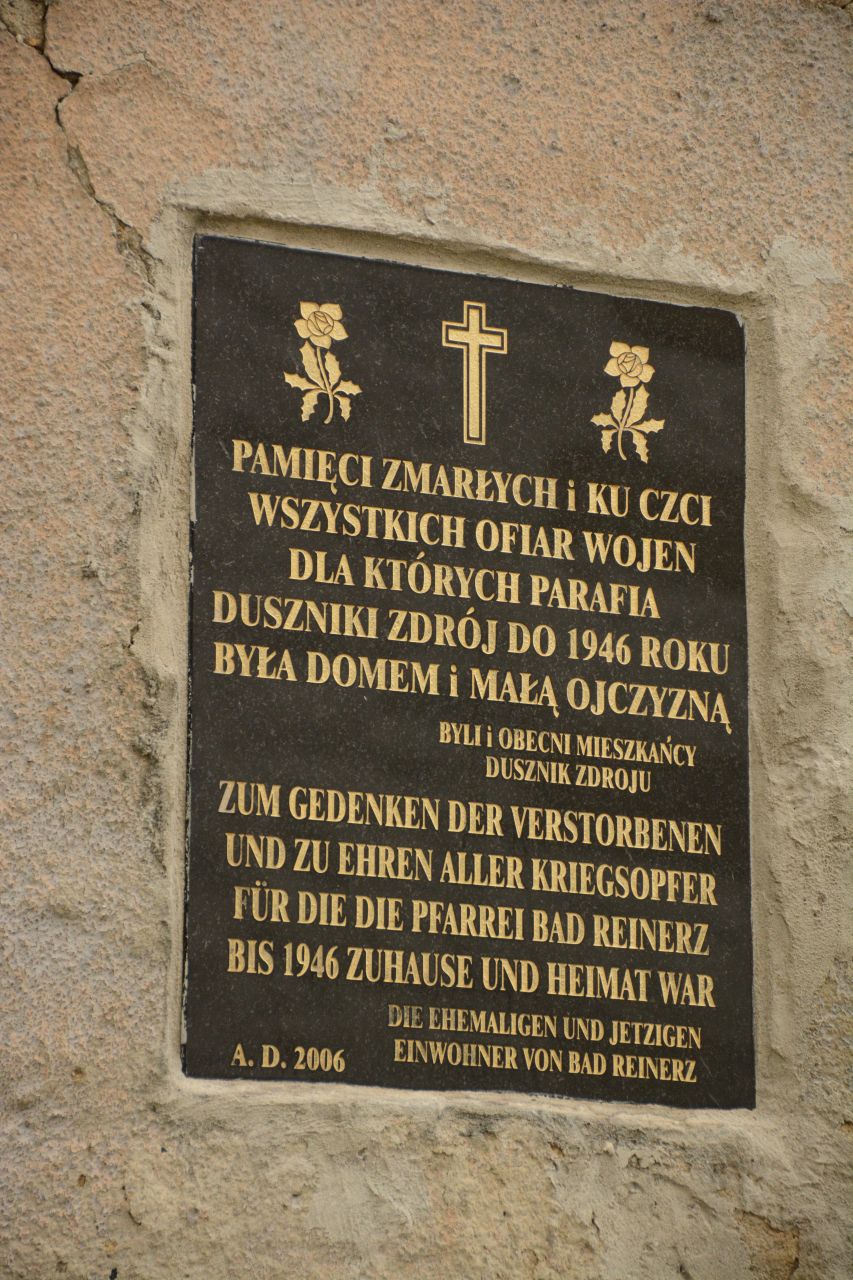 PAMIĘCI ZMARŁYCH i KU CZCI
WSZYSTKICH OFIAR WOJEN
DLA KTÓRYCH PARAFIA
DUSZNIKI ZDRÓJ DO 1946 ROKU
BYŁA DOMEM i MAŁĄ OJCZYZNĄ
BYLI i OBECNI MIESZKAŃCY
DUSZNIK ZDROJU
ZUM GEDENKEN DER VERSTORBENEN
UND ZU EHREN ALLER KRIEGSOPFER
FÜR DIE DIE PFARREI BAD REINERZ
BIS 1946 ZUHAUSE UND HEIMAT WAR
DIE EHEMALIGEN UND JETZIGEN
EINWOHNER VON BAD REINERZ
A. D. 2006